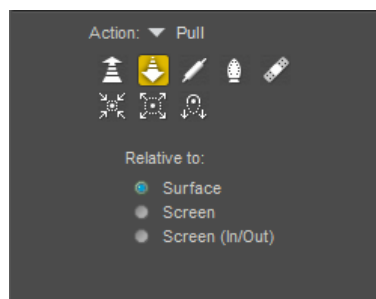 Action: Pull
Relative to:
Surface
Screen
Screen (In/Out)